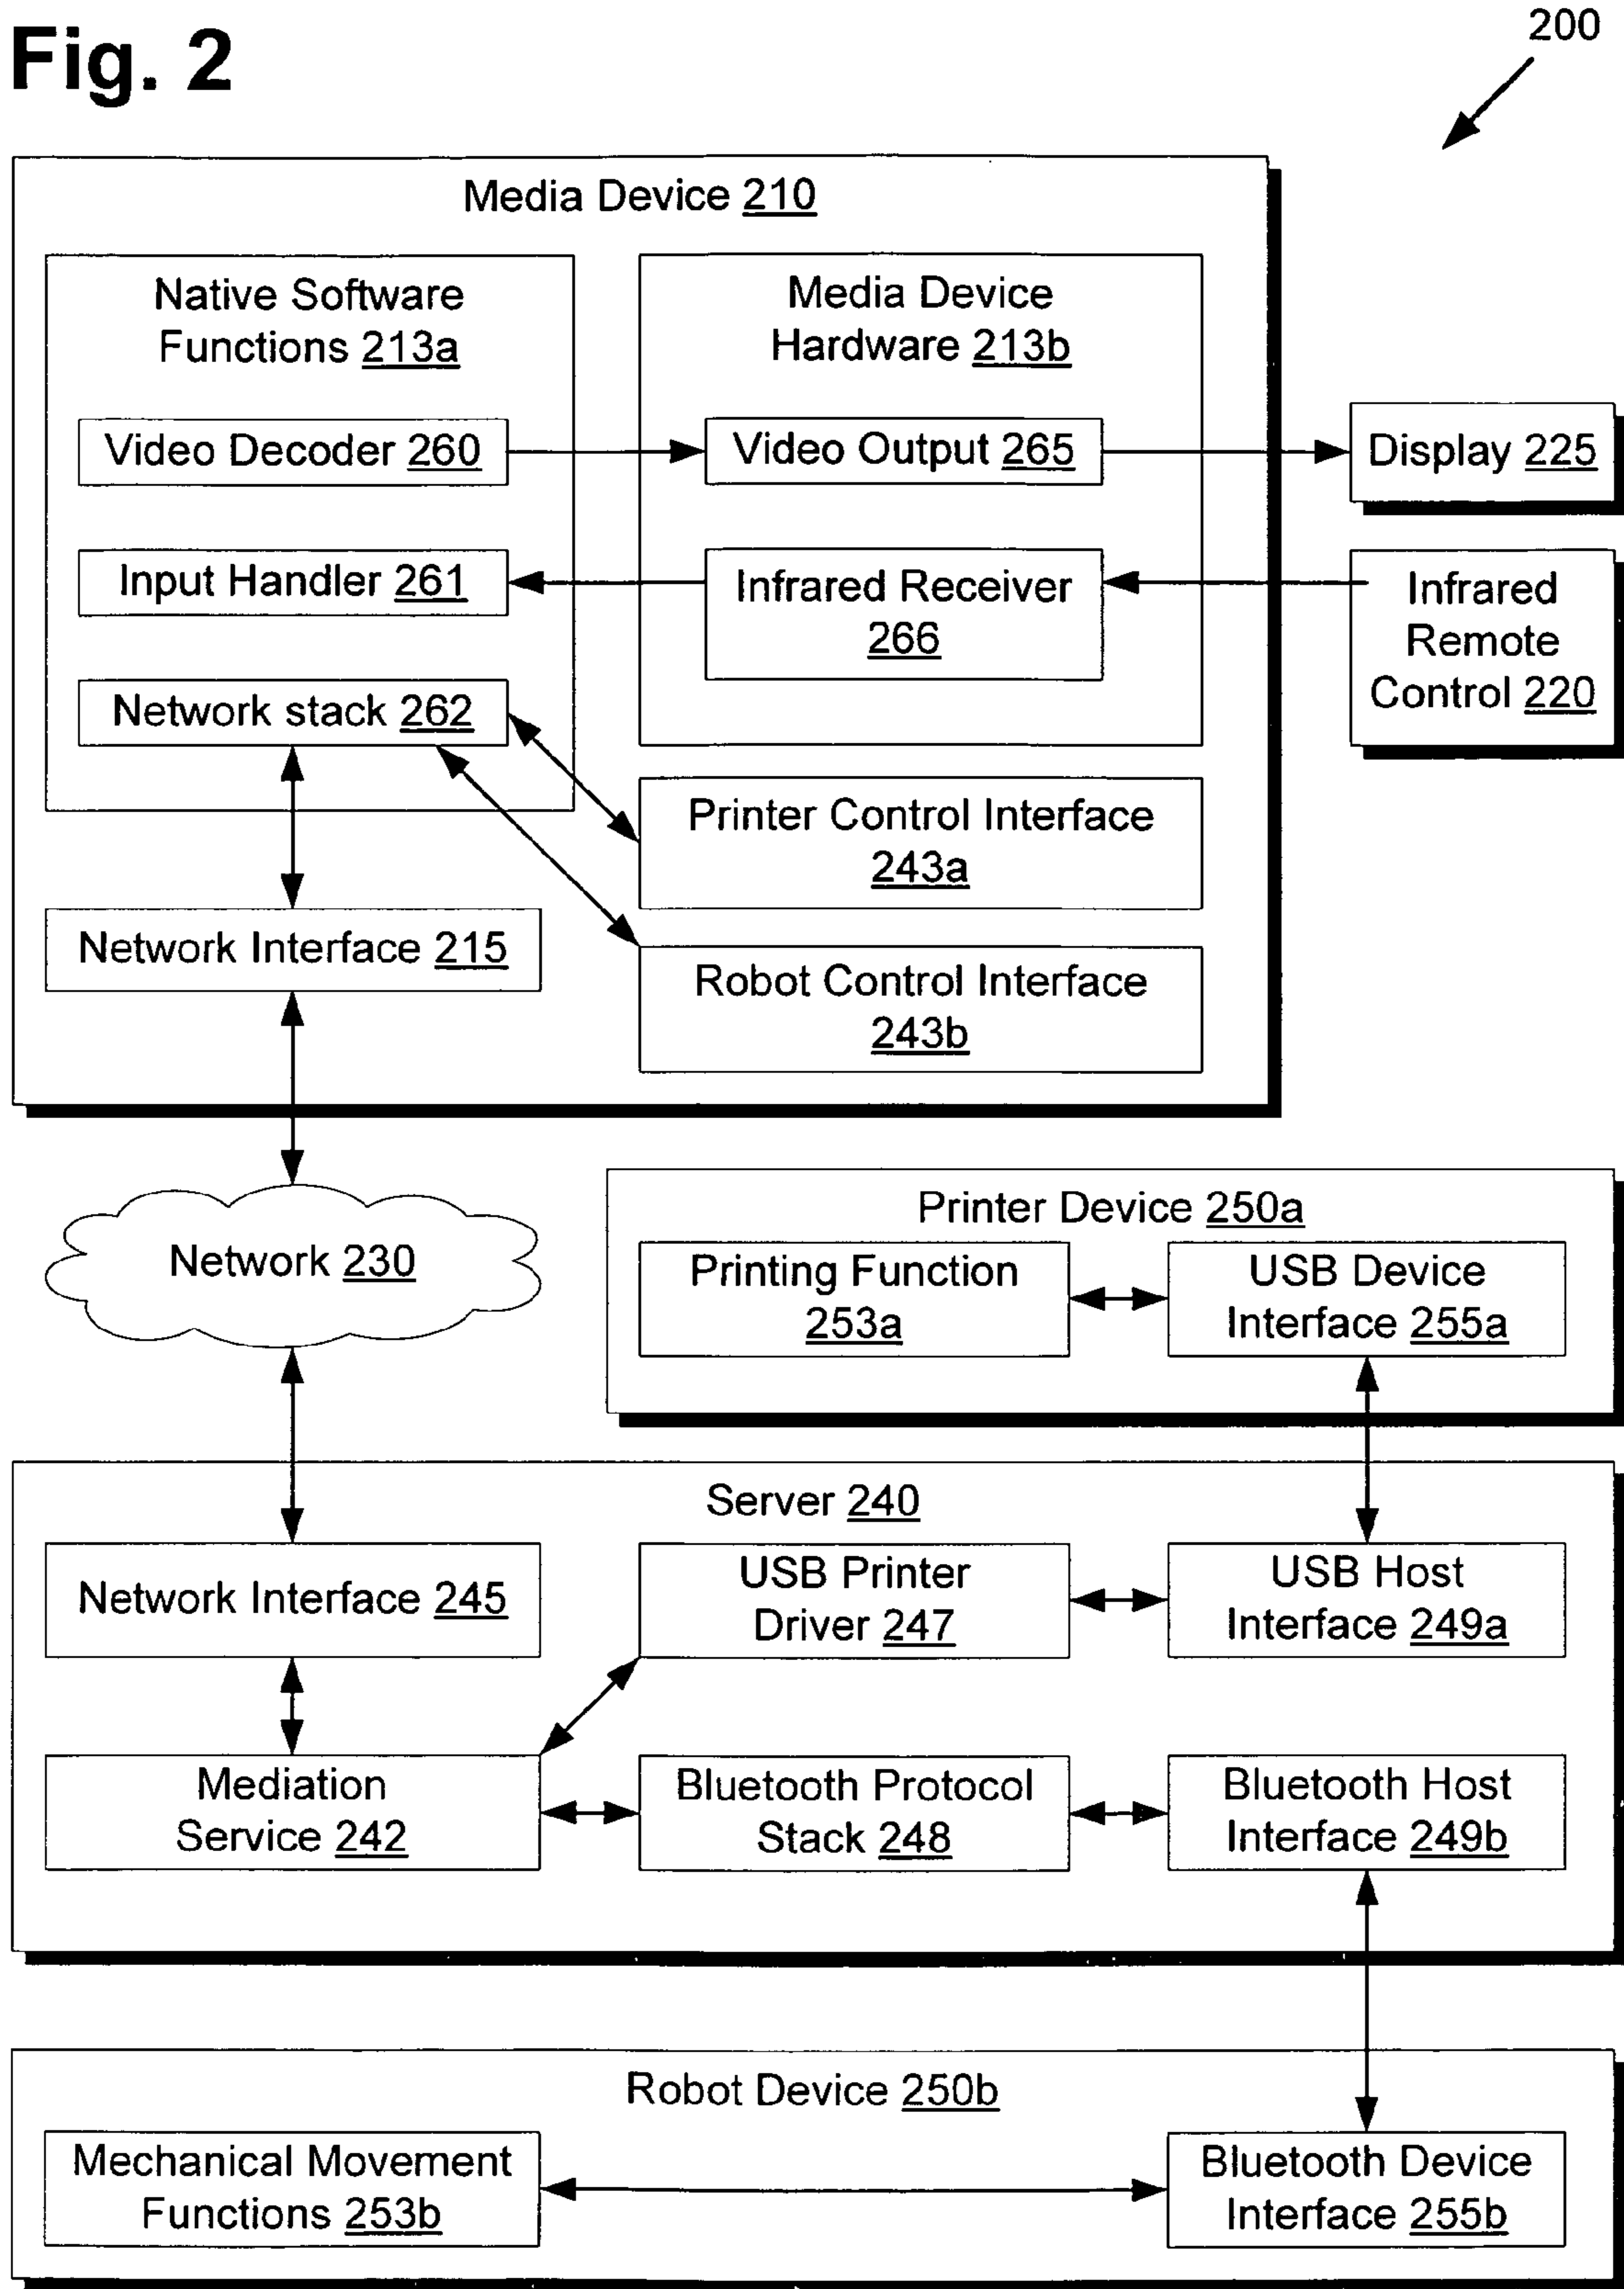 Fig. 2
200
Media Device 210
Native Software
Functions 213a
Media Device
Hardware 213b
Video Decoder 260
Video Output 265
Display 225
Input Handler 261
Infrared Receiver
266
Infrared
Remote
Control 220
Network stack 262
Printer Control Interface
243a
Network Interface 215
Robot Control Interface
243b
Network 230
Printer Device 250a
Printing Function
253a
USB Device
Interface 255a
Server 240
Network Interface 245
USB Printer
Driver 247
USB Host
Interface 249a
Mediation
Service 242
Bluetooth Protocol
Stack 248
Bluetooth Host
Interface 249b
Robot Device 250b
Mechanical Movement
Functions 253b
Bluetooth Device
Interface 255b